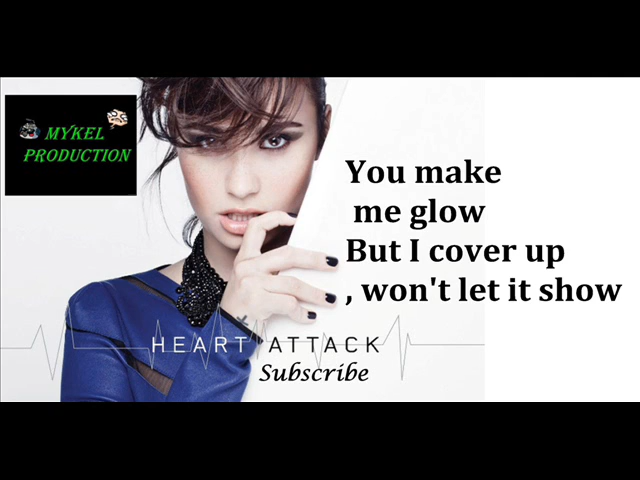 MYKEL
PRODUCTION
You make
me glow
But I cover up
, won't let it show
HEART ATTACK
Subscribe